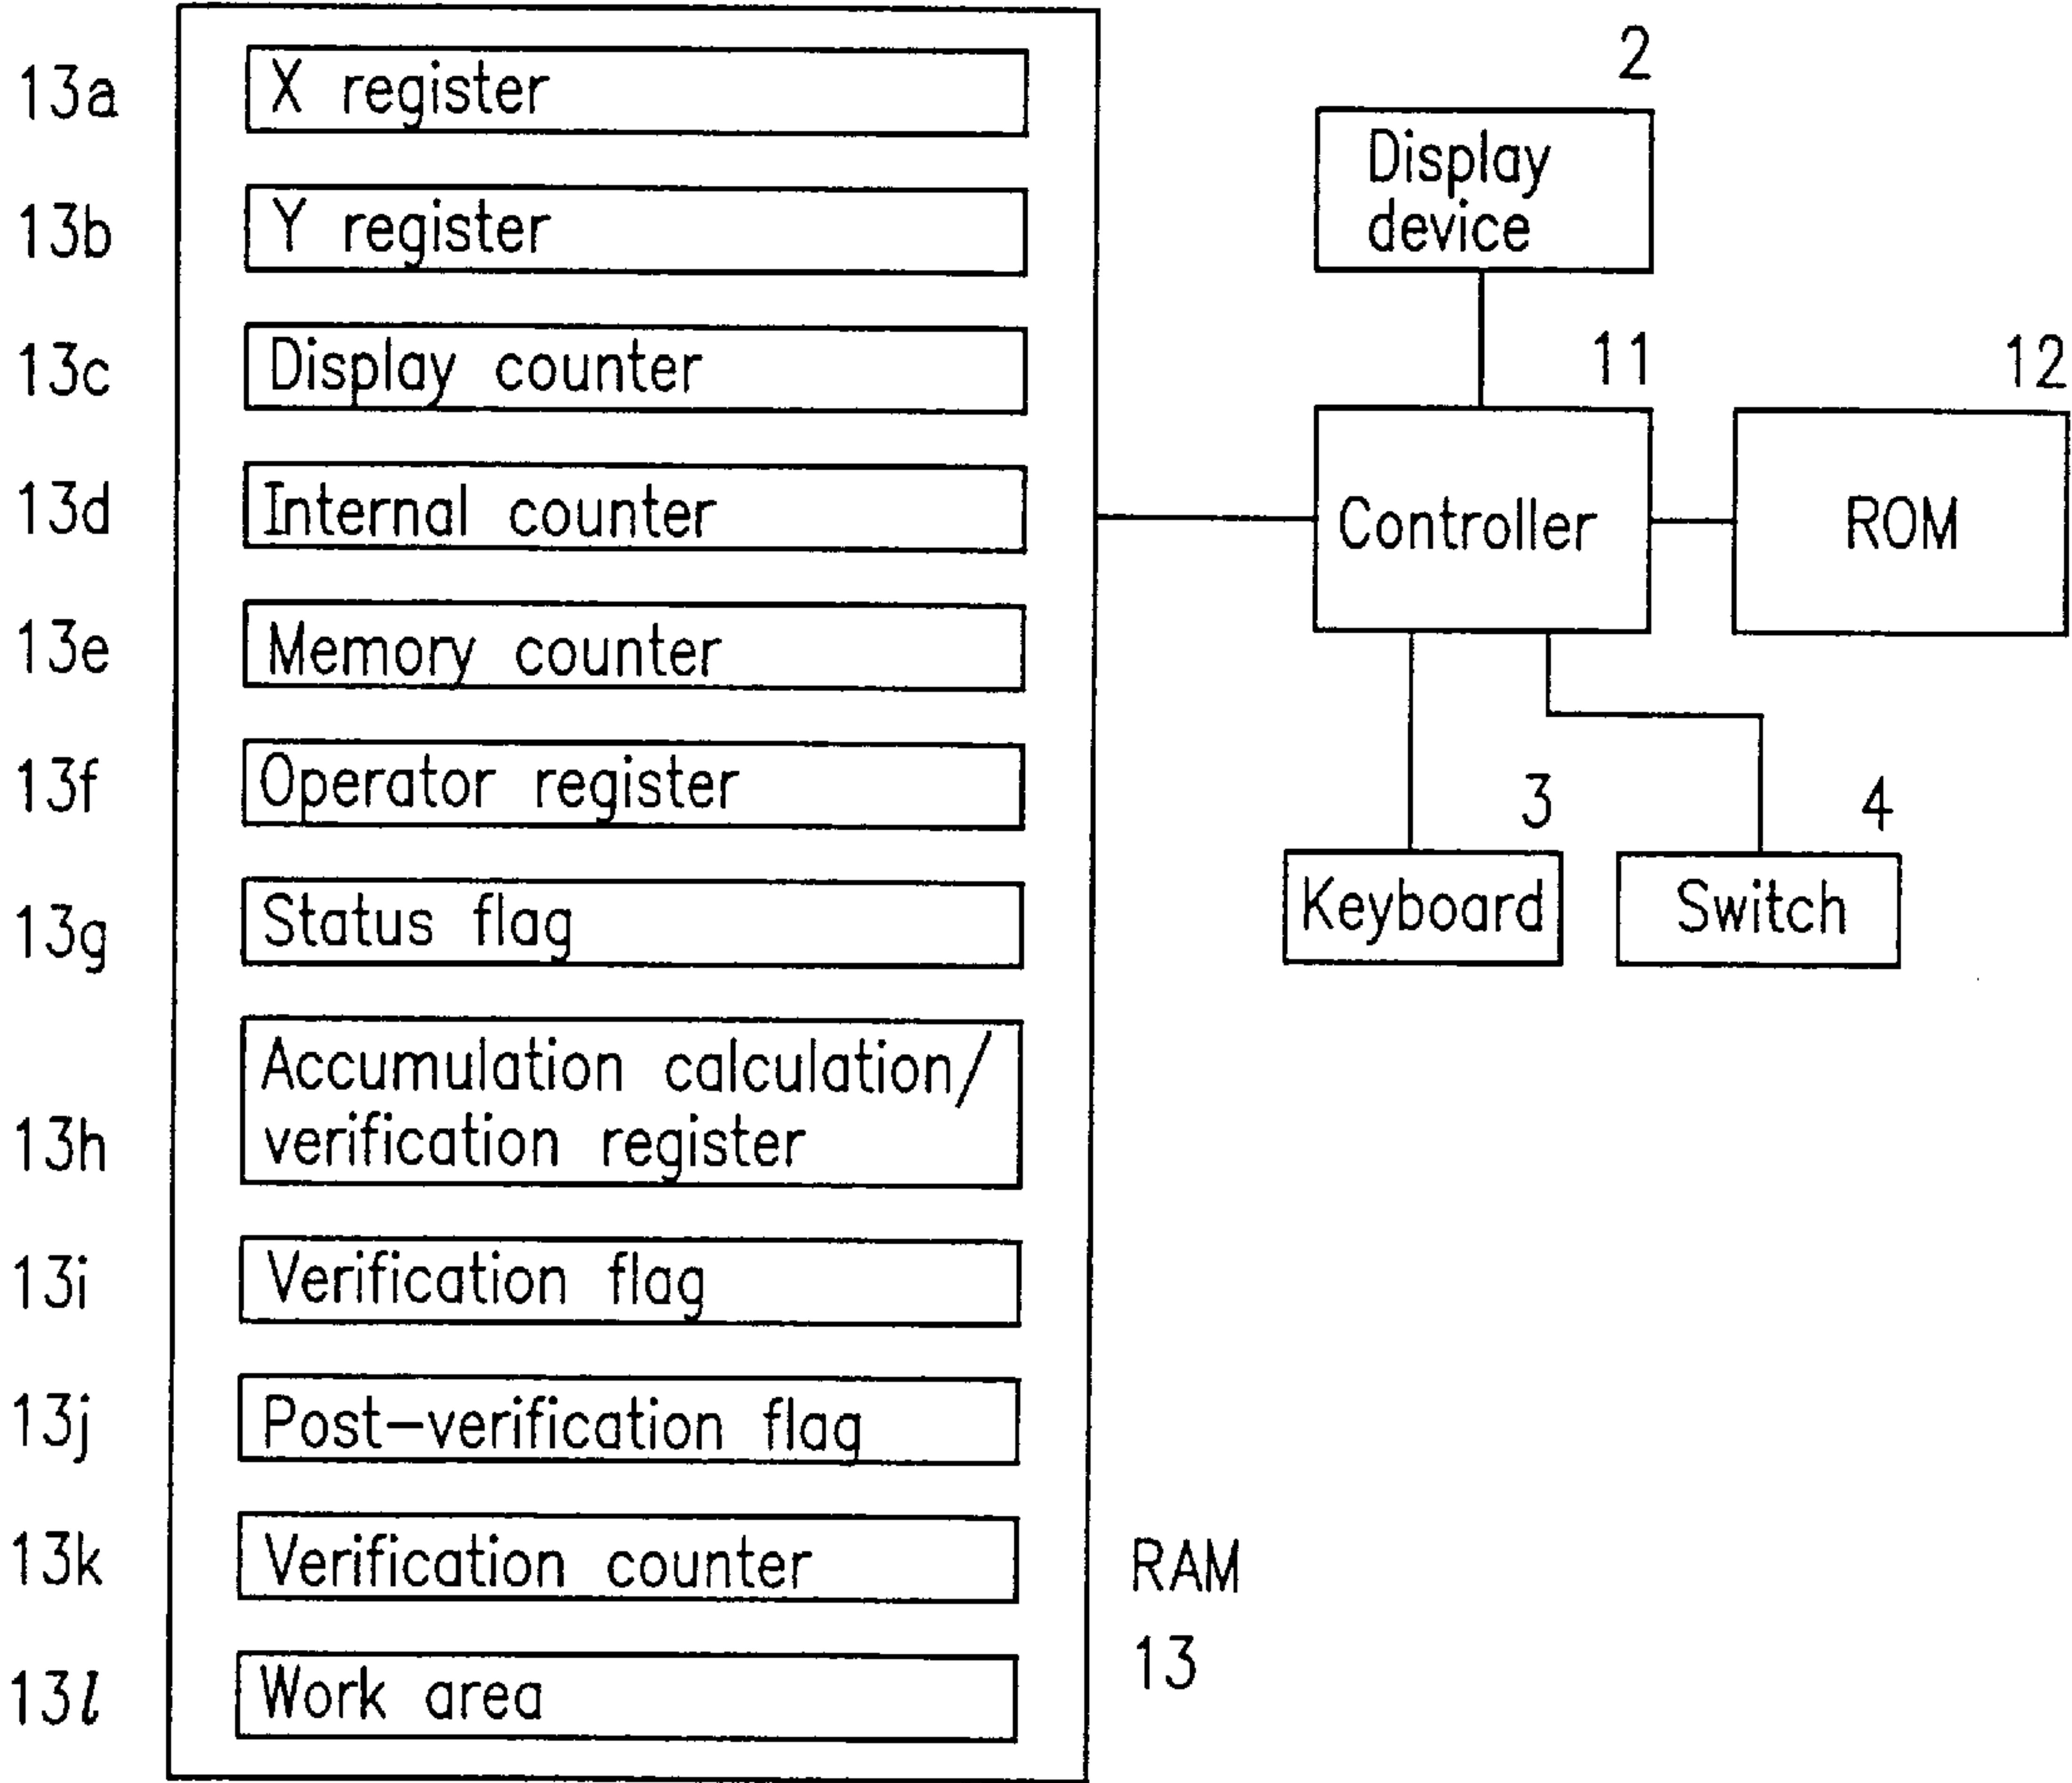 13a X register
13b Y register
13c Display counter
13d Internal counter
13e Memory counter
13f Operator register
13g Status flag
Accumulation calculation/
13h verification register
13i Verification flag
13j Post-verification flag
13k Verification counter
13l Work area
RAM
13
2
Display
device
11
Controller
12
ROM
3
Keyboard
4
Switch